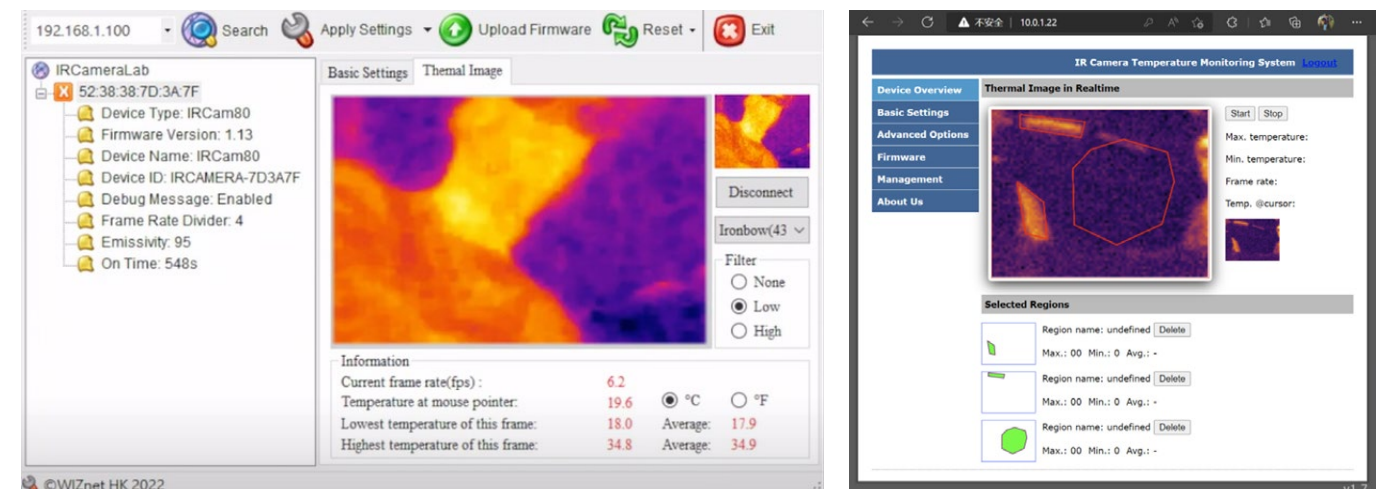 192.168.1.100 Search Apply Settings Upload Firmware Reset Exit
IRCameraLab
52:38:38:7D:3A:7F
Device Type: IRCam80
Firmware Version: 1.13
Device Name: IRCam80
Device ID: IRCAMERA-7D3A7F
Debug Message: Enabled
Frame Rate Divider: 4
Emissivity: 95
On Time: 548s
Basic Settings Themal Image
Disconnect
Ironbow(43
Filter
None
Low
High
Information
Current frame rate(fps) : 6.2
Temperature at mouse pointer: 19.6 °C °F
Lowest temperature of this frame: 18.0 Average: 17.9
Highest temperature of this frame: 34.8 Average: 34.9
©WIZnet HK 2022
不安全 | 10.0.1.22
IR Camera Temperature Monitoring System Logout
Device Overview
Basic Settings
Advanced Options
Firmware
Management
About Us
Thermal Image in Realtime
Start Stop
Max. temperature:
Min. temperature:
Frame rate:
Temp. @cursor:
Selected Regions
Region name: undefined Delete
Max.: 00 Min.: 0 Avg.: -
Region name: undefined Delete
Max.: 00 Min.: 0 Avg.: -
Region name: undefined Delete
Max.: 00 Min.: 0 Avg.: -